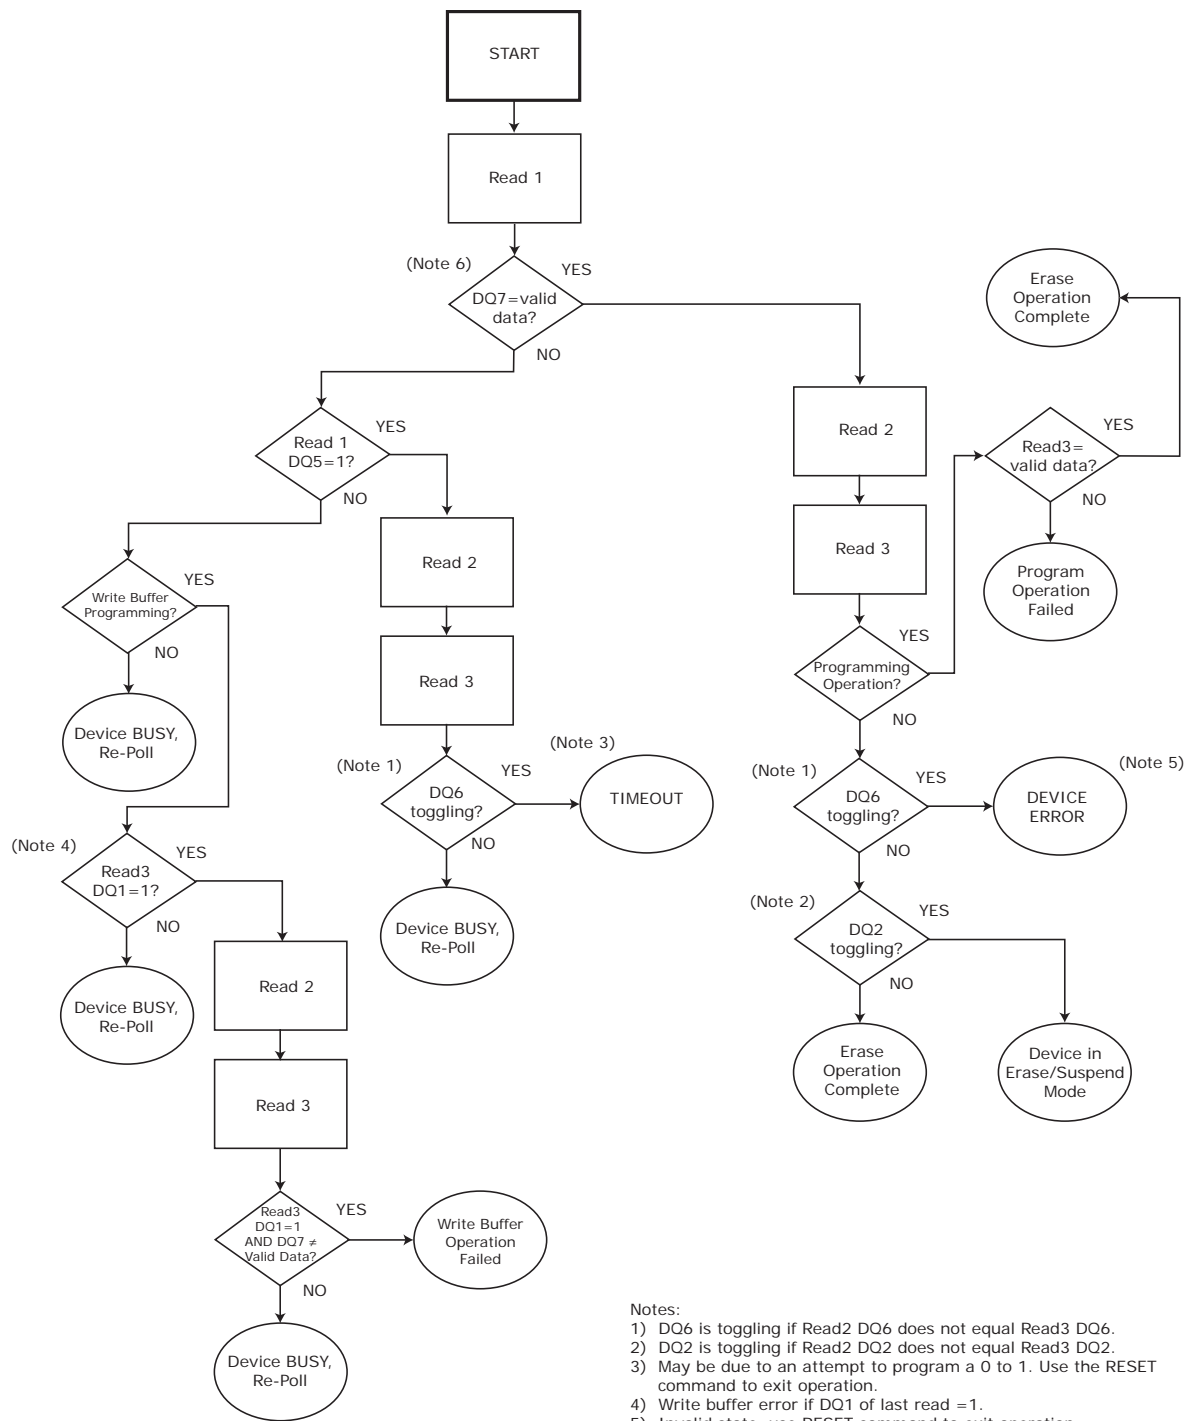 START
Read 1
(Note 6)
YES
DQ7=valid
data?
NO
Erase
Operation
Complete
Read 1
DQ5=1?
YES
NO
Read 2
Read3=
valid data?
YES
NO
Read 2
Read 3
Program
Operation
Failed
Write Buffer
Programming?
YES
NO
Read 3
Programming
Operation?
YES
NO
Device BUSY,
Re-Poll
(Note 1)
DQ6
toggling?
YES
NO
(Note 3)
TIMEOUT
(Note 1)
DQ6
toggling?
YES
NO
DEVICE
ERROR
(Note 5)
(Note 4)
Read3
DQ1=1?
YES
NO
Device BUSY,
Re-Poll
(Note 2)
DQ2
toggling?
YES
NO
Device BUSY,
Re-Poll
Read 2
Erase
Operation
Complete
Device in
Erase/Suspend
Mode
Read 3
Read3
DQ1=1
AND DQ7 ≠
Valid Data?
YES
NO
Write Buffer
Operation
Failed
Device BUSY,
Re-Poll
Notes:
1) DQ6 is toggling if Read2 DQ6 does not equal Read3 DQ6.
2) DQ2 is toggling if Read2 DQ2 does not equal Read3 DQ2.
3) May be due to an attempt to program a 0 to 1. Use the RESET
command to exit operation.
4) Write buffer error if DQ1 of last read =1.